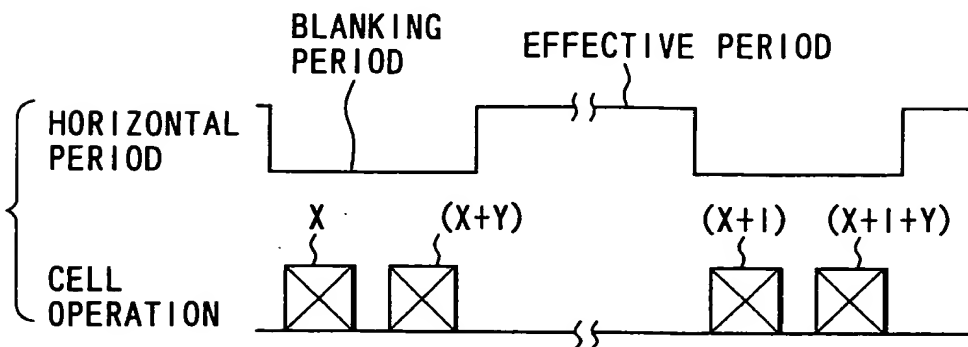 BLANKING
PERIOD
EFFECTIVE PERIOD
HORIZONTAL
PERIOD
X
(X+Y)
(X+1)
(X+1+Y)
CELL
OPERATION